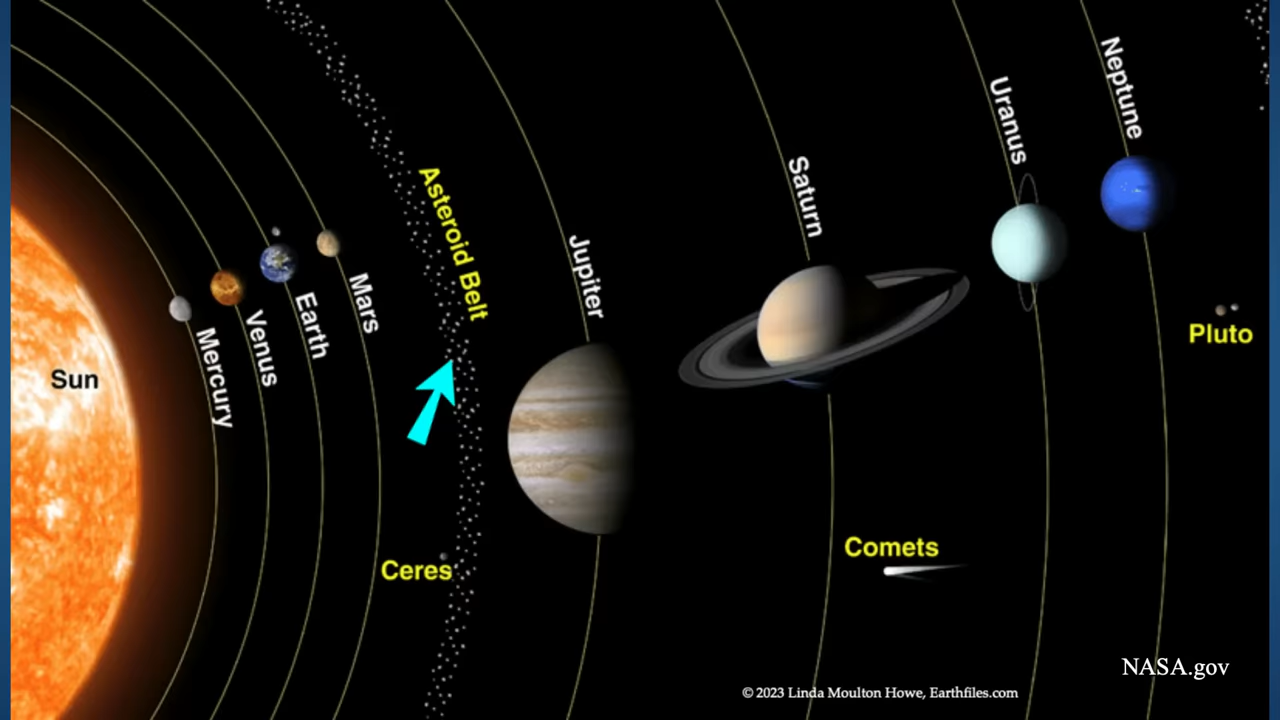 Sun
Mercury
Venus
Earth
Mars
Asteroid Belt
Ceres
Jupiter
Saturn
Uranus
Neptune
Pluto
Comets
NASA.gov
© 2023 Linda Moulton Howe, Earthfiles.com